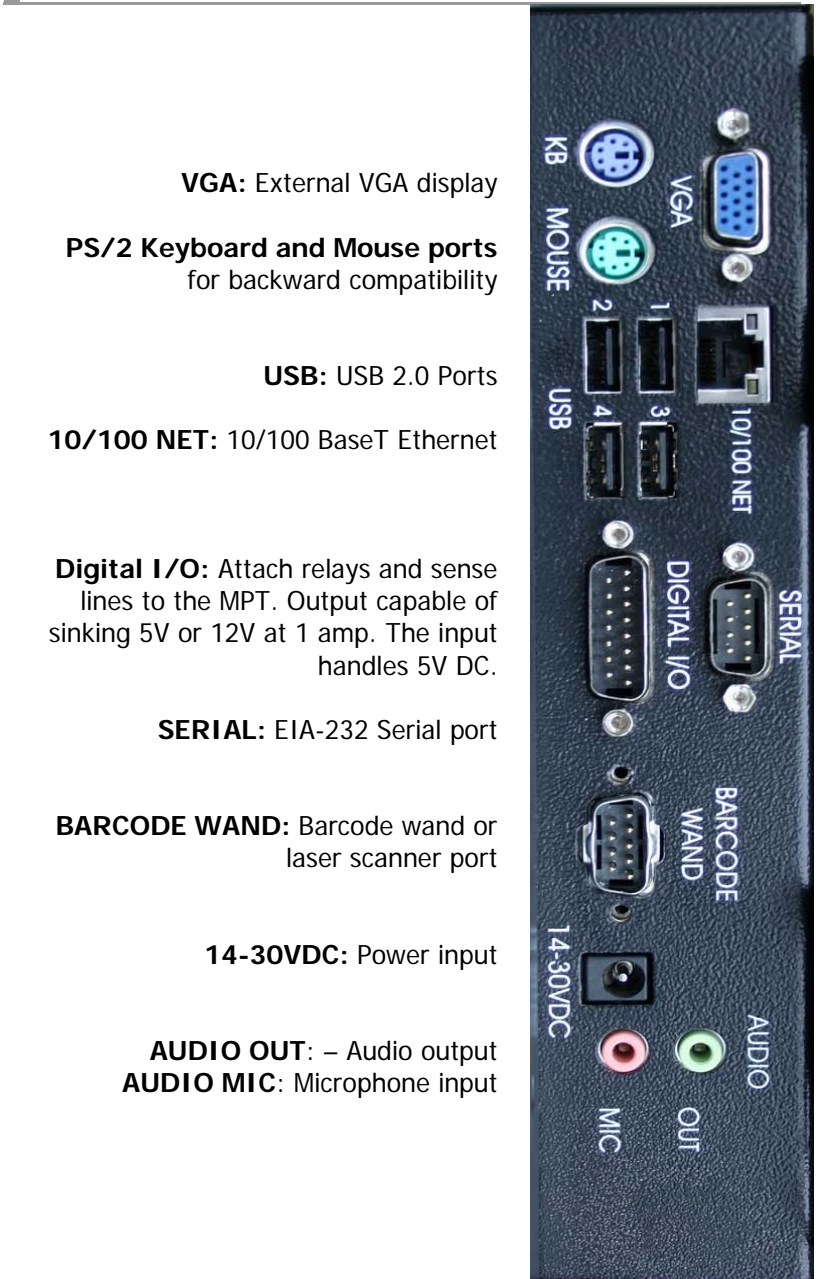 VGA: External VGA display
PS/2 Keyboard and Mouse ports
for backward compatibility
USB: USB 2.0 Ports
10/100 NET: 10/100 BaseT Ethernet
Digital I/O: Attach relays and sense
lines to the MPT. Output capable of
sinking 5V or 12V at 1 amp. The input
handles 5V DC.
SERIAL: EIA-232 Serial port
BARCODE WAND: Barcode wand or
laser scanner port
14-30VDC: Power input
AUDIO OUT: – Audio output
AUDIO MIC: Microphone input
KB
VGA
MOUSE
2
1
USB
4
3
10/100 NET
DIGITAL I/O
SERIAL
BARCODE
WAND
14-30VDC
AUDIO
MIC
OUT